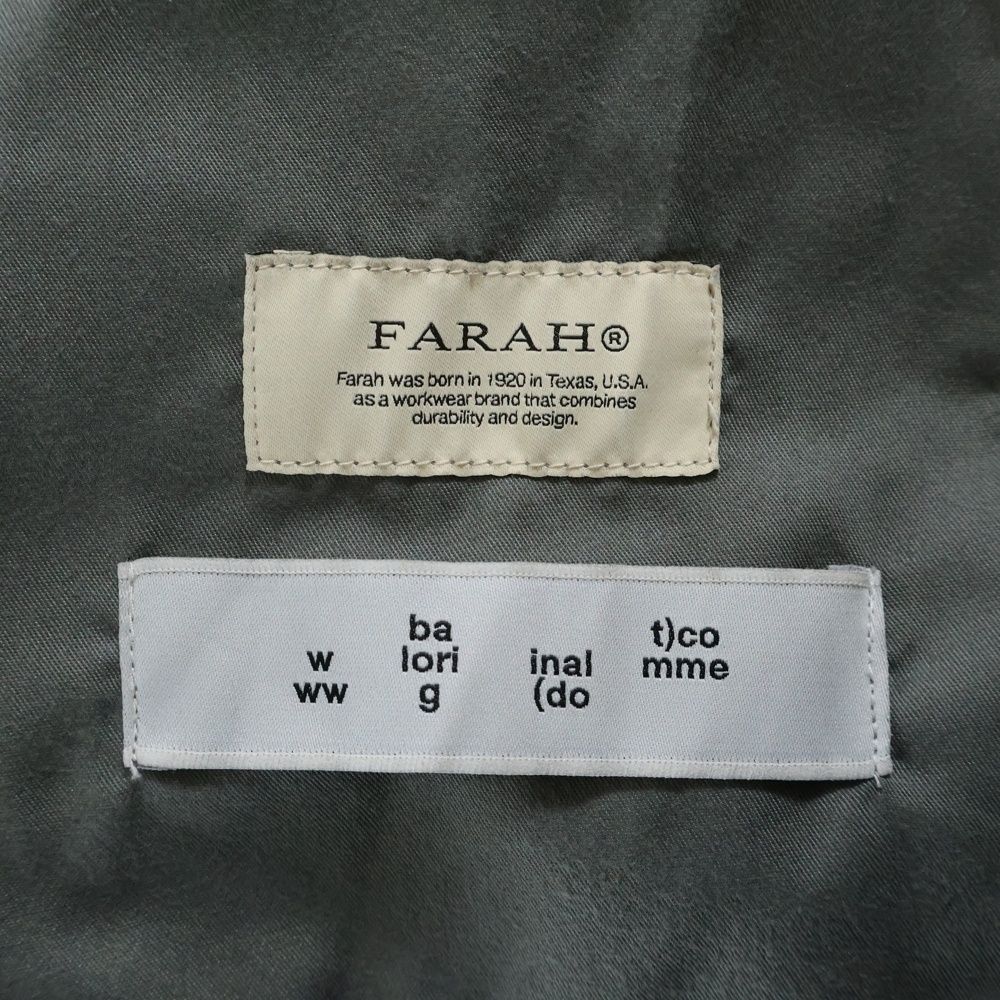 FARAH®
Farah was born in 1920 in Texas, U.S.A.
as a workwear brand that combines
durability and design.
w
ww
ba
lori
g
inal
(do
t)co
mme